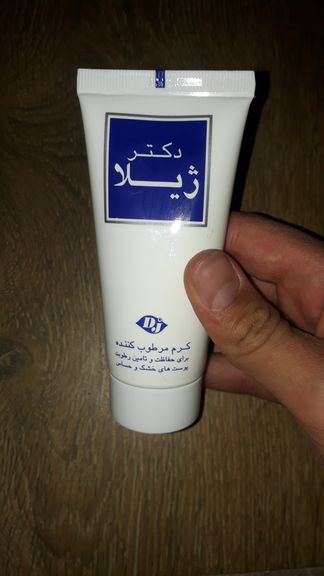 دکتر
ژیلا
DJ
کرم مرطوب کننده
برای حفاظت و تامین رطوبت
پوست های خشک و حساس